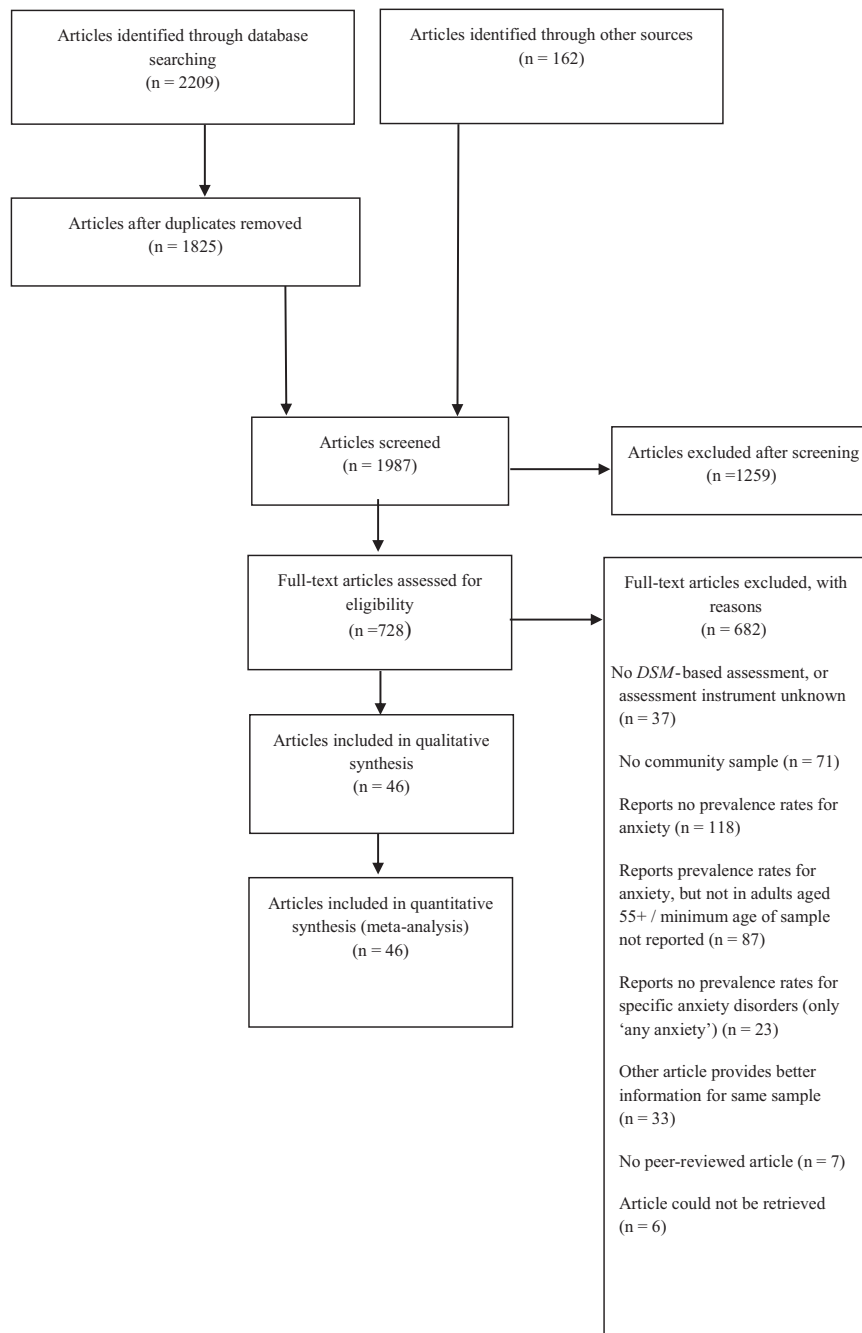 Articles identified through database
searching
(n = 2209)
Articles identified through other sources
(n = 162)
Articles after duplicates removed
(n = 1825)
Articles screened
(n = 1987)
Articles excluded after screening
(n =1259)
Full-text articles assessed for
eligibility
(n =728)
Full-text articles excluded, with
reasons
(n = 682)
No DSM-based assessment, or
assessment instrument unknown
(n = 37)
No community sample (n = 71)
Reports no prevalence rates for
anxiety (n = 118)
Reports prevalence rates for
anxiety, but not in adults aged
55+ / minimum age of sample
not reported (n = 87)
Reports no prevalence rates for
specific anxiety disorders (only
‘any anxiety’) (n = 23)
Other article provides better
information for same sample
(n = 33)
No peer-reviewed article (n = 7)
Article could not be retrieved
(n = 6)
Articles included in qualitative
synthesis
(n = 46)
Articles included in quantitative
synthesis (meta-analysis)
(n = 46)